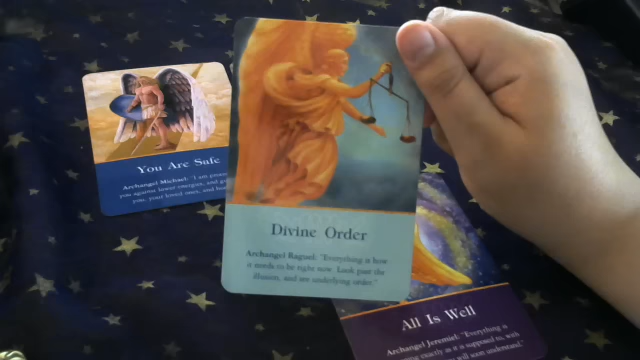 You Are Safe
Archangel Michael: "I am
you against lower energies, and
you, your loved ones, and
Divine Order
Archangel Raguel: "Everything is how
it needs to be right now. Look past the
illusion, and see underlying order."
All Is Well
Archangel Jeremiel: "Everything is
exactly as it is supposed to, with
will soon understand."